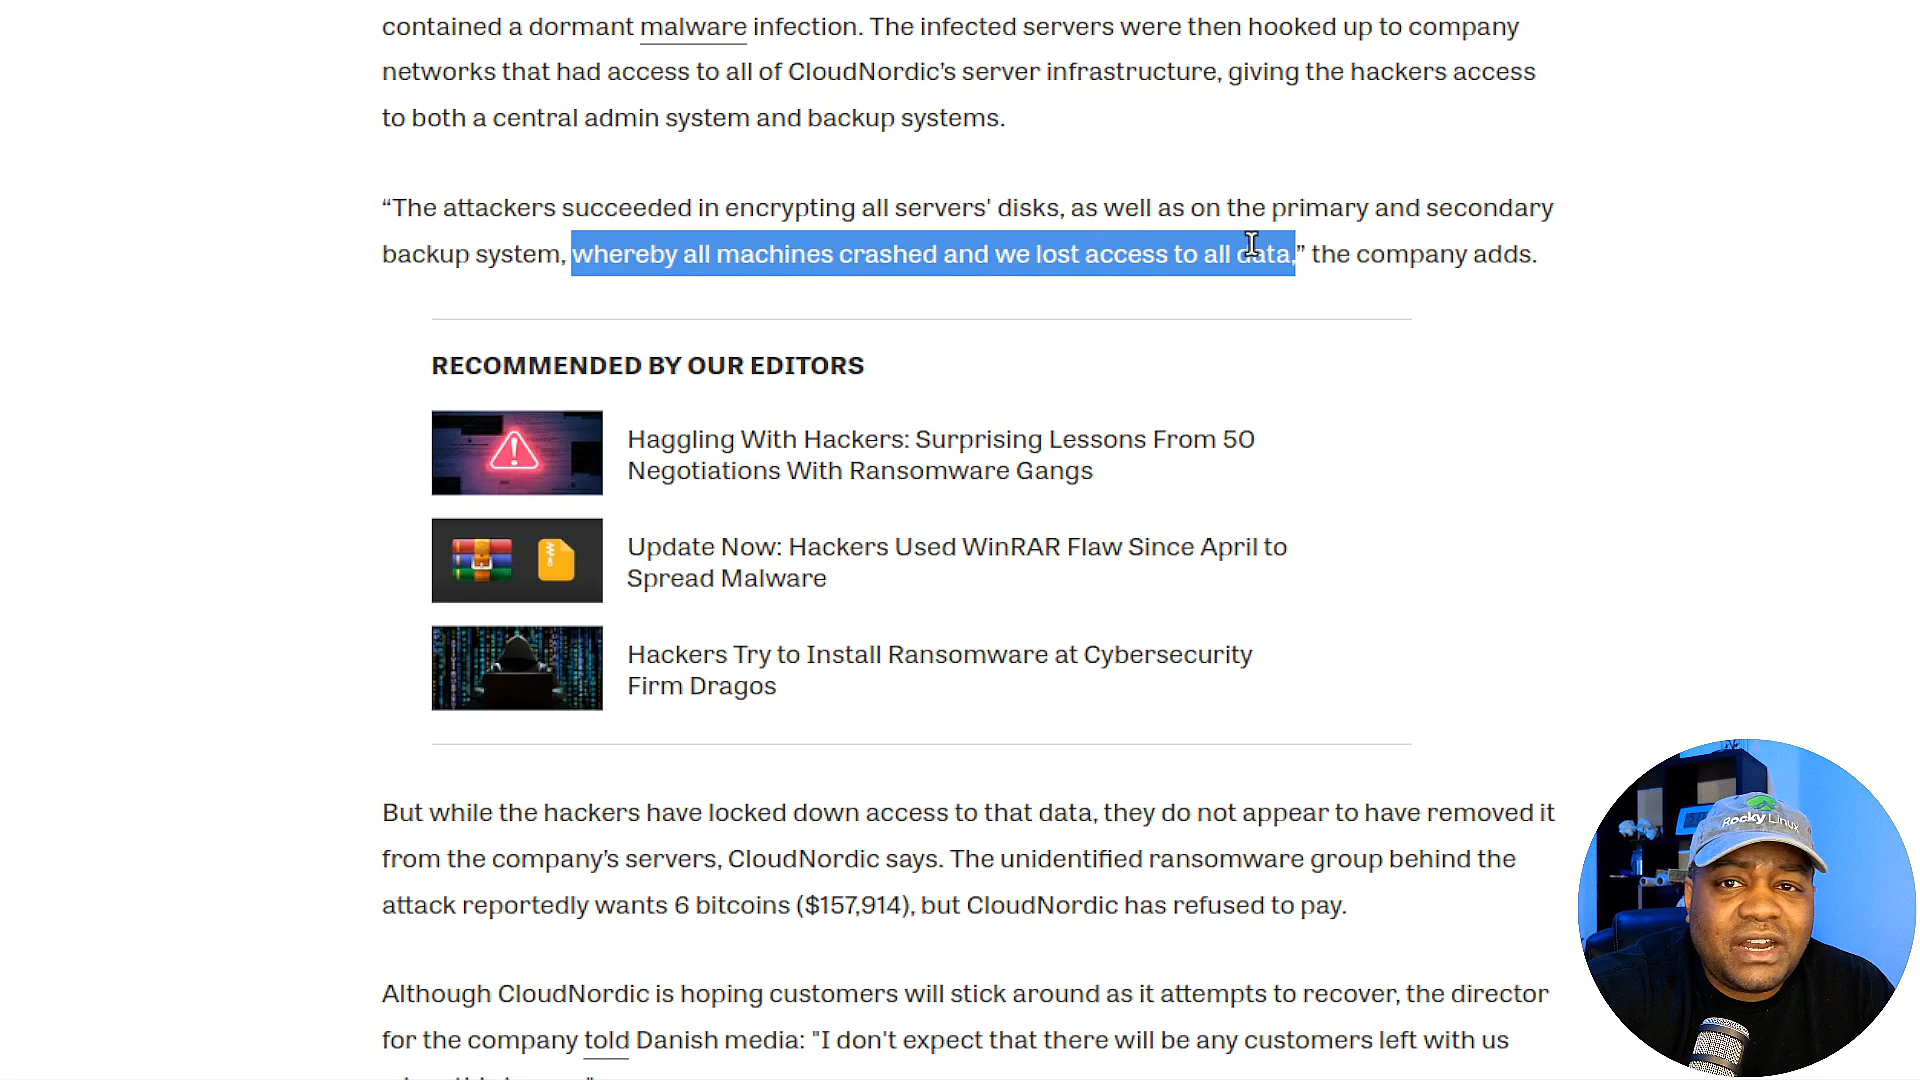 contained a dormant malware infection. The infected servers were then hooked up to company
networks that had access to all of CloudNordic’s server infrastructure, giving the hackers access
to both a central admin system and backup systems.
“The attackers succeeded in encrypting all servers' disks, as well as on the primary and secondary
backup system, whereby all machines crashed and we lost access to all data,” the company adds.
RECOMMENDED BY OUR EDITORS
Haggling With Hackers: Surprising Lessons From 50
Negotiations With Ransomware Gangs
Update Now: Hackers Used WinRAR Flaw Since April to
Spread Malware
Hackers Try to Install Ransomware at Cybersecurity
Firm Dragos
But while the hackers have locked down access to that data, they do not appear to have removed it
from the company’s servers, CloudNordic says. The unidentified ransomware group behind the
attack reportedly wants 6 bitcoins ($157,914), but CloudNordic has refused to pay.
Although CloudNordic is hoping customers will stick around as it attempts to recover, the director
for the company told Danish media: "I don't expect that there will be any customers left with us
Rocky Linux